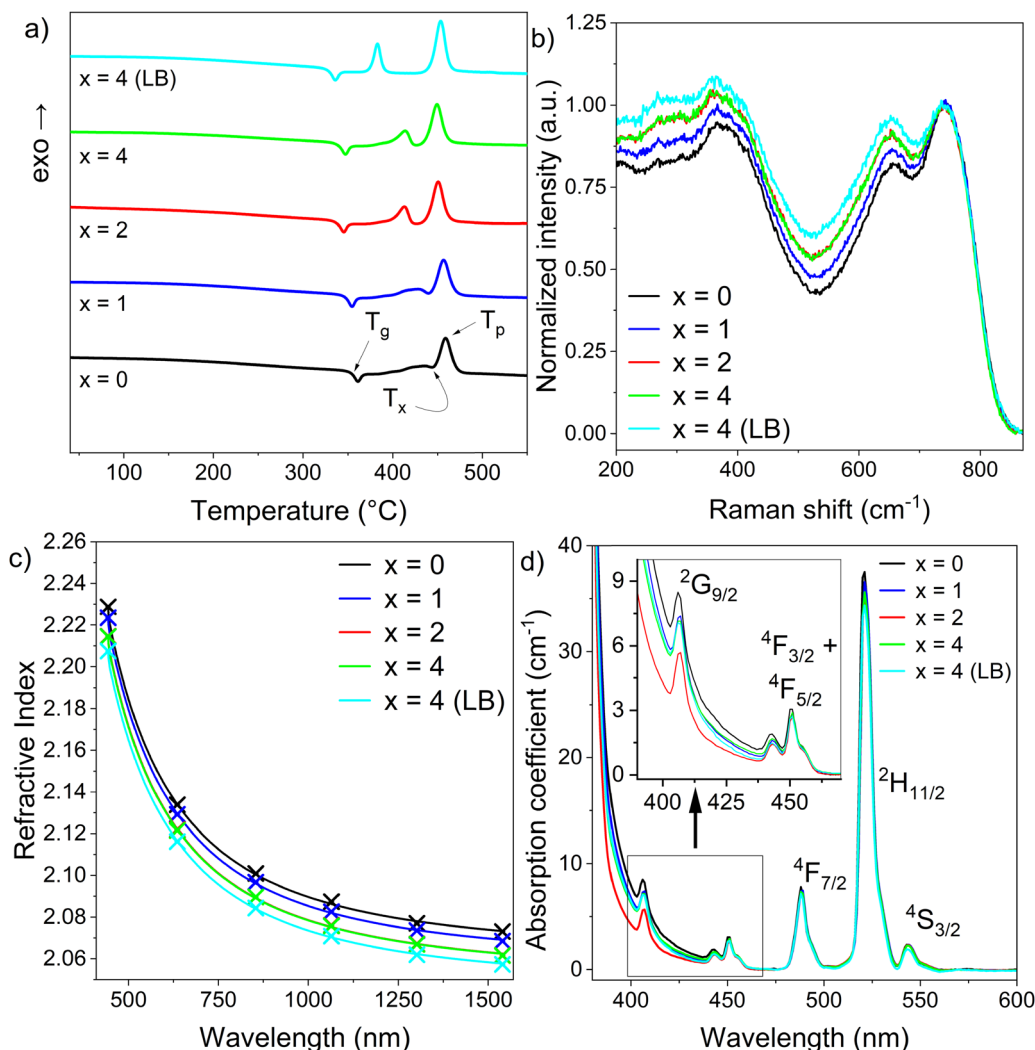 a)
x = 4 (LB)
x = 4
x = 2
x = 1
x = 0
T_g
T_p
T_x
exo →
100 200 300 400 500
Temperature (°C)
b)
1.25
1.00
0.75
0.50
0.25
0.00
Normalized intensity (a.u.)
x = 0
x = 1
x = 2
x = 4
x = 4 (LB)
200 400 600 800
Raman shift (cm⁻¹)
c)
2.26
2.24
2.22
2.20
2.18
2.16
2.14
2.12
2.10
2.08
2.06
Refractive Index
x = 0
x = 1
x = 2
x = 4
x = 4 (LB)
500 750 1000 1250 1500
Wavelength (nm)
d)
40
30
20
10
0
Absorption coefficient (cm⁻¹)
9
6
3
0
400 425 450
²G₉/₂
⁴F₃/₂ +
⁴F₅/₂
x = 0
x = 1
x = 2
x = 4
x = 4 (LB)
²H₁₁/₂
⁴F₇/₂
⁴S₃/₂
400 450 500 550 600
Wavelength (nm)